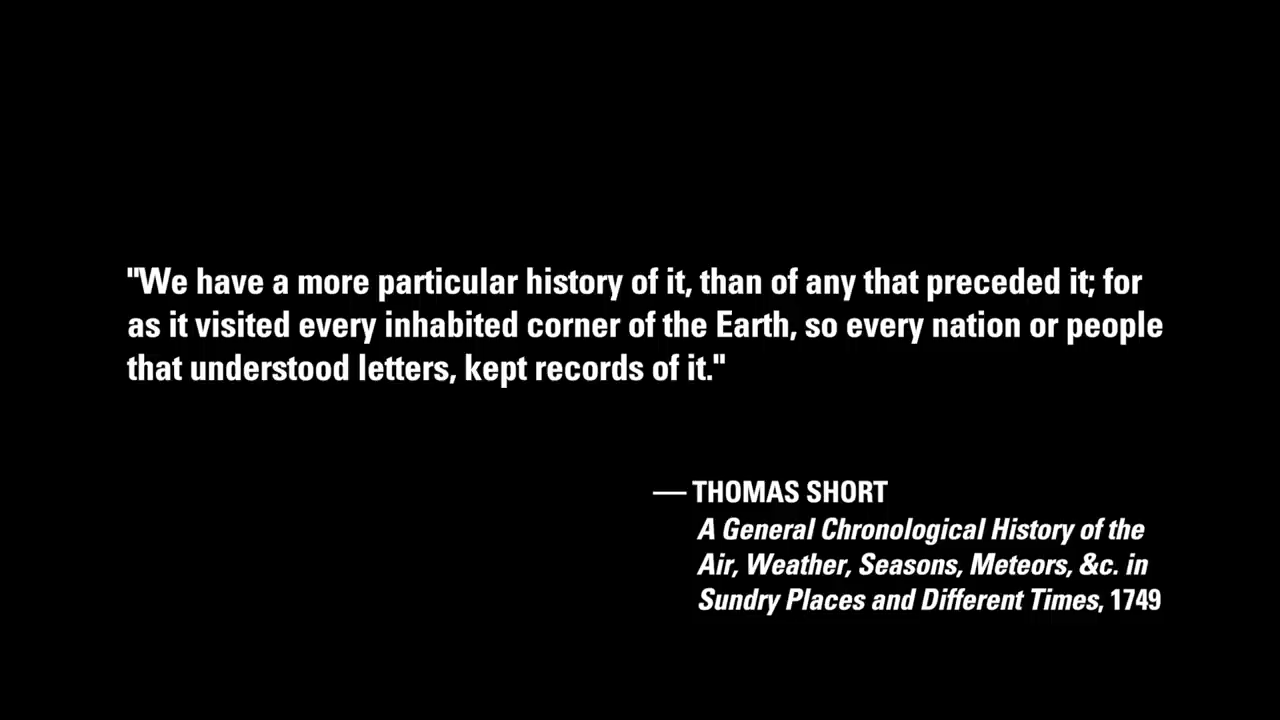 "We have a more particular history of it, than of any that preceded it; for
as it visited every inhabited corner of the Earth, so every nation or people
that understood letters, kept records of it."
— THOMAS SHORT
A General Chronological History of the
Air, Weather, Seasons, Meteors, &c. in
Sundry Places and Different Times, 1749